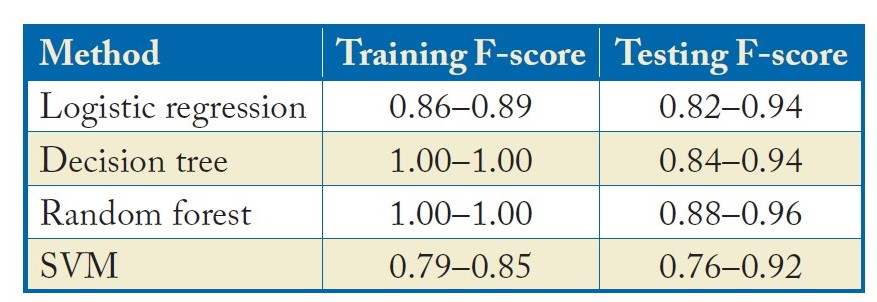 Method Training F-score Testing F-score
Logistic regression 0.86–0.89 0.82–0.94
Decision tree 1.00–1.00 0.84–0.94
Random forest 1.00–1.00 0.88–0.96
SVM 0.79–0.85 0.76–0.92